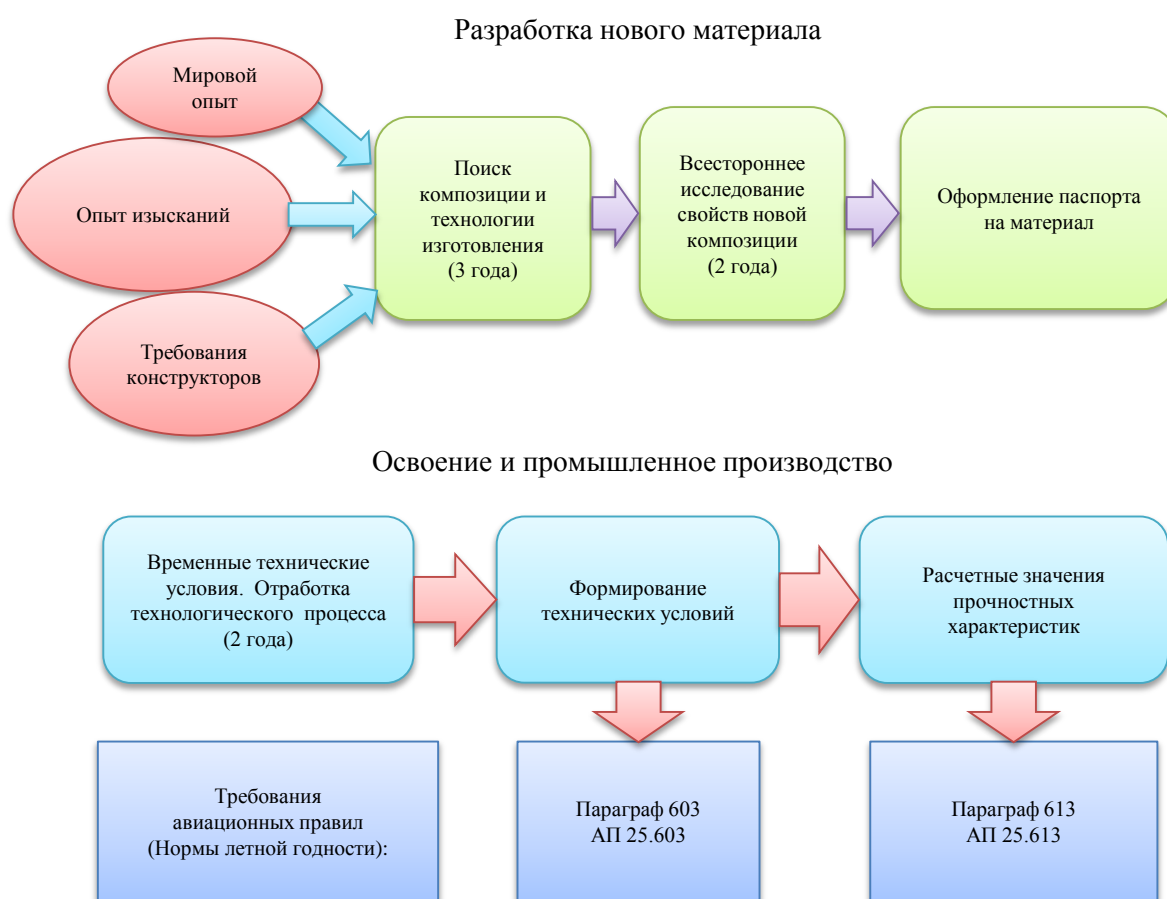 Разработка нового материала
Мировой
опыт
Опыт изысканий
Требования
конструкторов
Поиск
композиции и
технологии
изготовления
(3 года)
Всестороннее
исследование
свойств новой
композиции
(2 года)
Оформление паспорта
на материал
Освоение и промышленное производство
Временные технические
условия. Отработка
технологического процесса
(2 года)
Формирование
технических условий
Расчетные значения
прочностных
характеристик
Требования
авиационных правил
(Нормы летной годности):
Параграф 603
АП 25.603
Параграф 613
АП 25.613